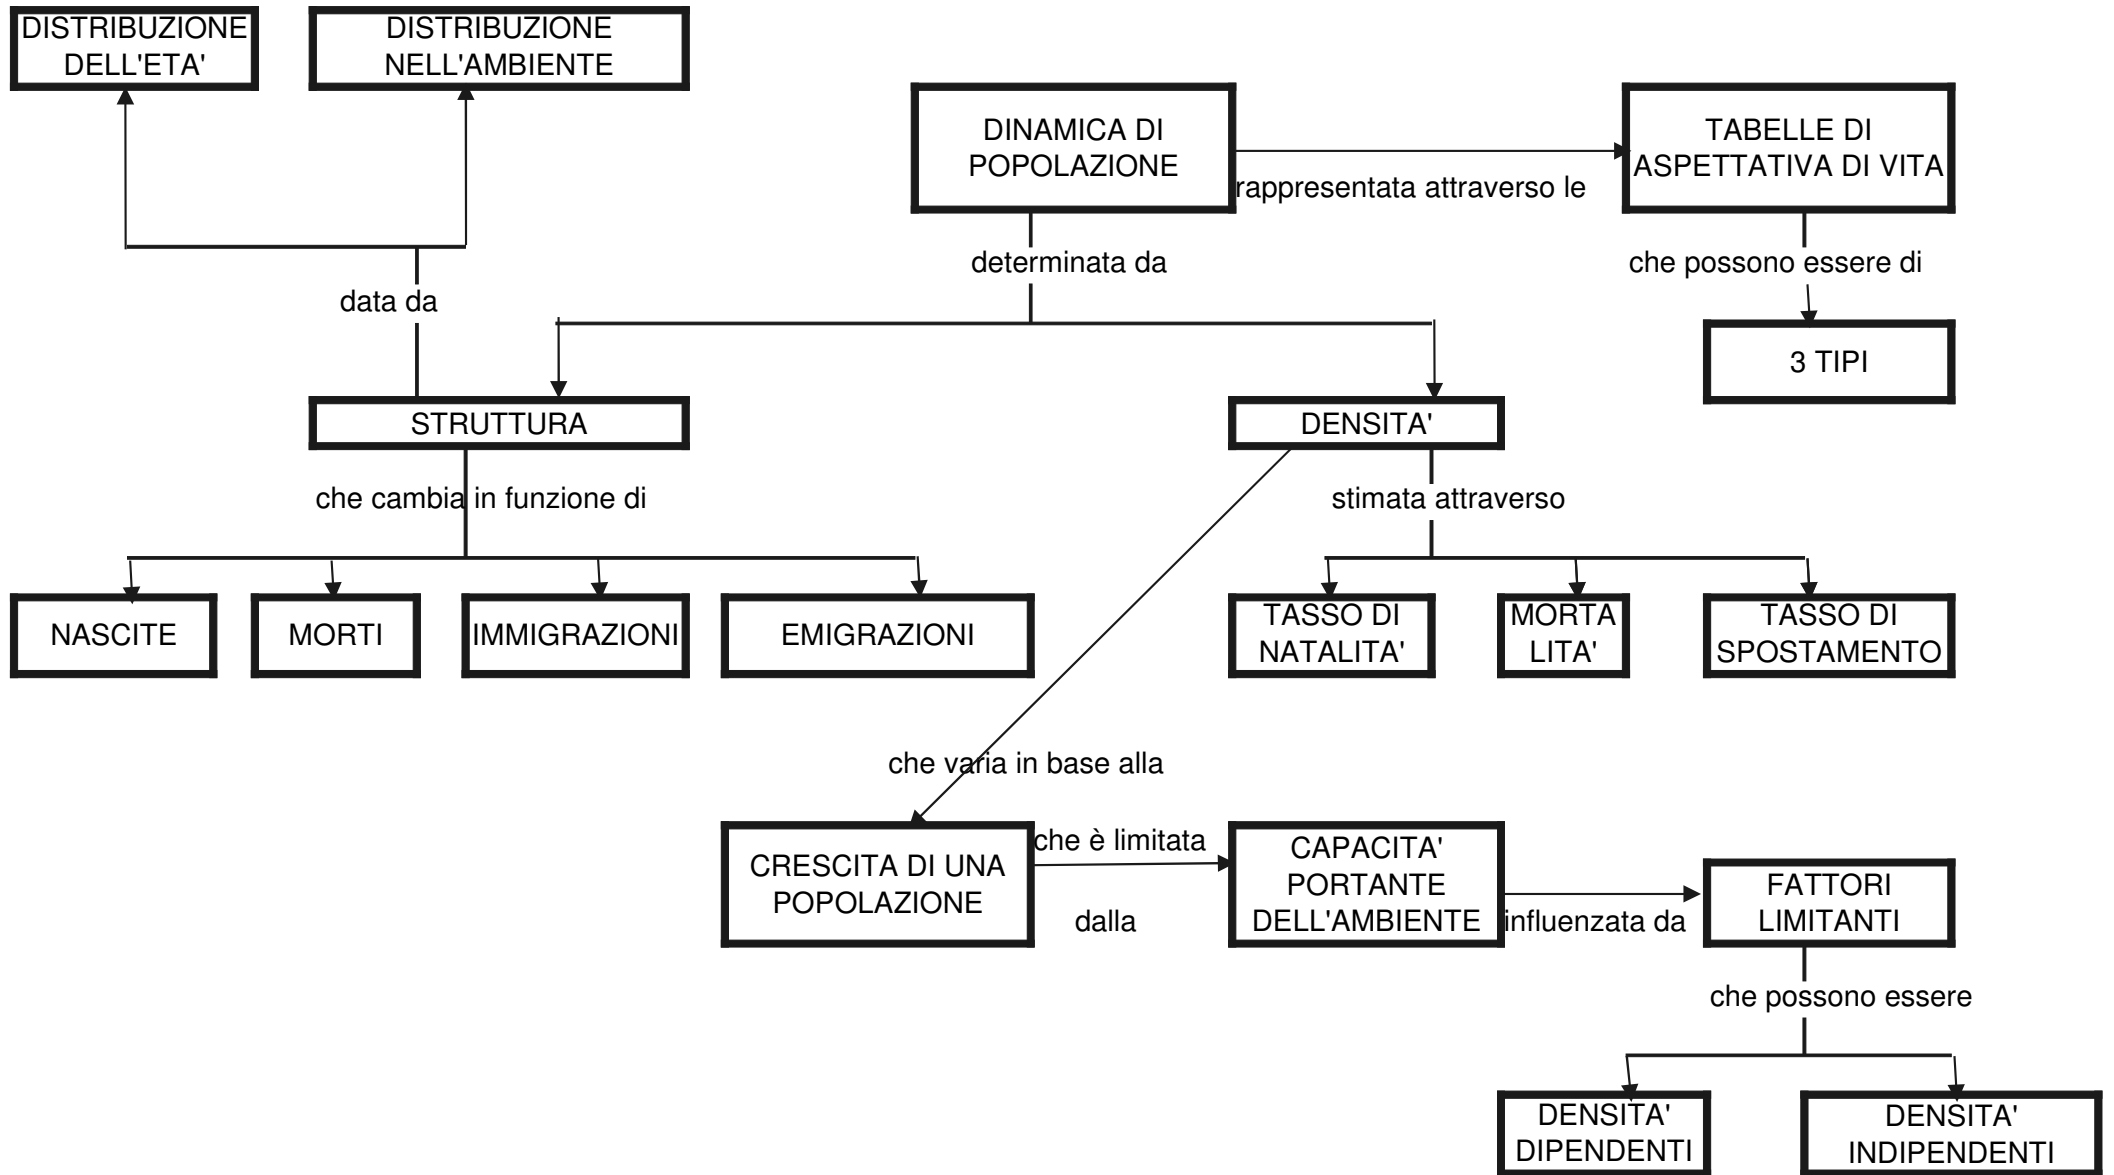 DISTRIBUZIONE
DELL'ETA'
DISTRIBUZIONE
NELL'AMBIENTE
DINAMICA DI
POPOLAZIONE
rappresentata attraverso le
TABELLE DI
ASPETTATIVA DI VITA
determinata da
che possono essere di
data da
3 TIPI
STRUTTURA
DENSITA'
che cambia in funzione di
stimata attraverso
NASCITE
MORTI
IMMIGRAZIONI
EMIGRAZIONI
TASSO DI
NATALITA'
MORTA
LITA'
TASSO DI
SPOSTAMENTO
che varia in base alla
CRESCITA DI UNA
POPOLAZIONE
che è limitata
dalla
CAPACITA'
PORTANTE
DELL'AMBIENTE
influenzata da
FATTORI
LIMITANTI
che possono essere
DENSITA'
DIPENDENTI
DENSITA'
INDIPENDENTI